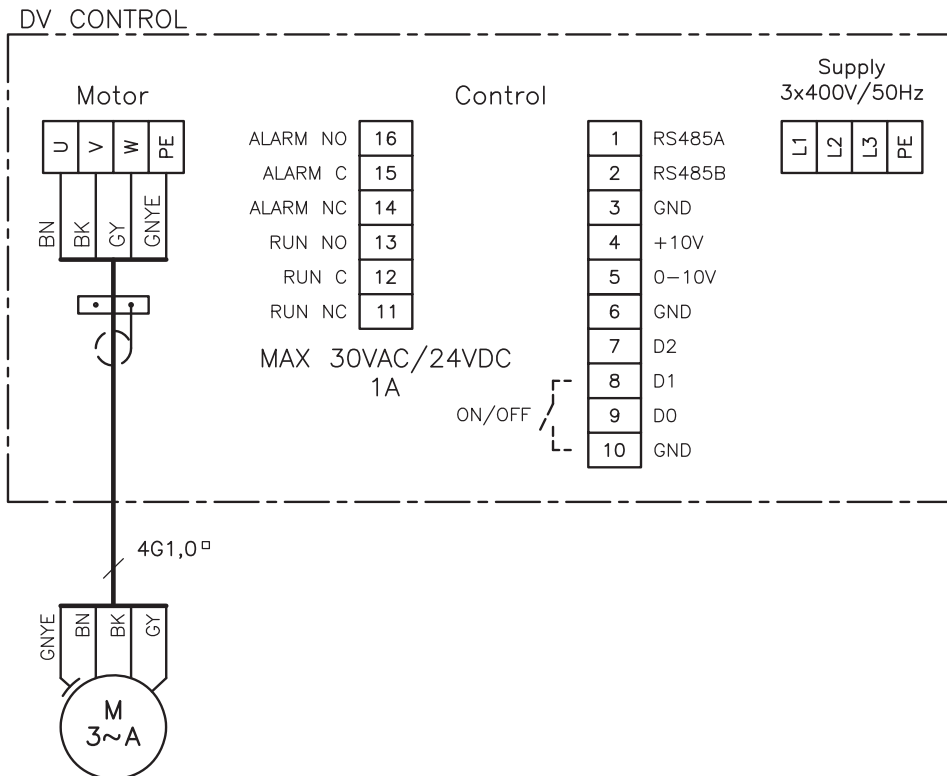 DV CONTROL
Motor
Control
Supply
3x400V/50Hz
U V W PE
BN BK GY GNYE
ALARM NO 16
ALARM C 15
ALARM NC 14
RUN NO 13
RUN C 12
RUN NC 11
MAX 30VAC/24VDC
1A
1 RS485A
2 RS485B
3 GND
4 +10V
5 0-10V
6 GND
7 D2
8 D1
9 D0
10 GND
ON/OFF
L1 L2 L3 PE
4G1,0▫
GNYE BN BK GY
M
3~A